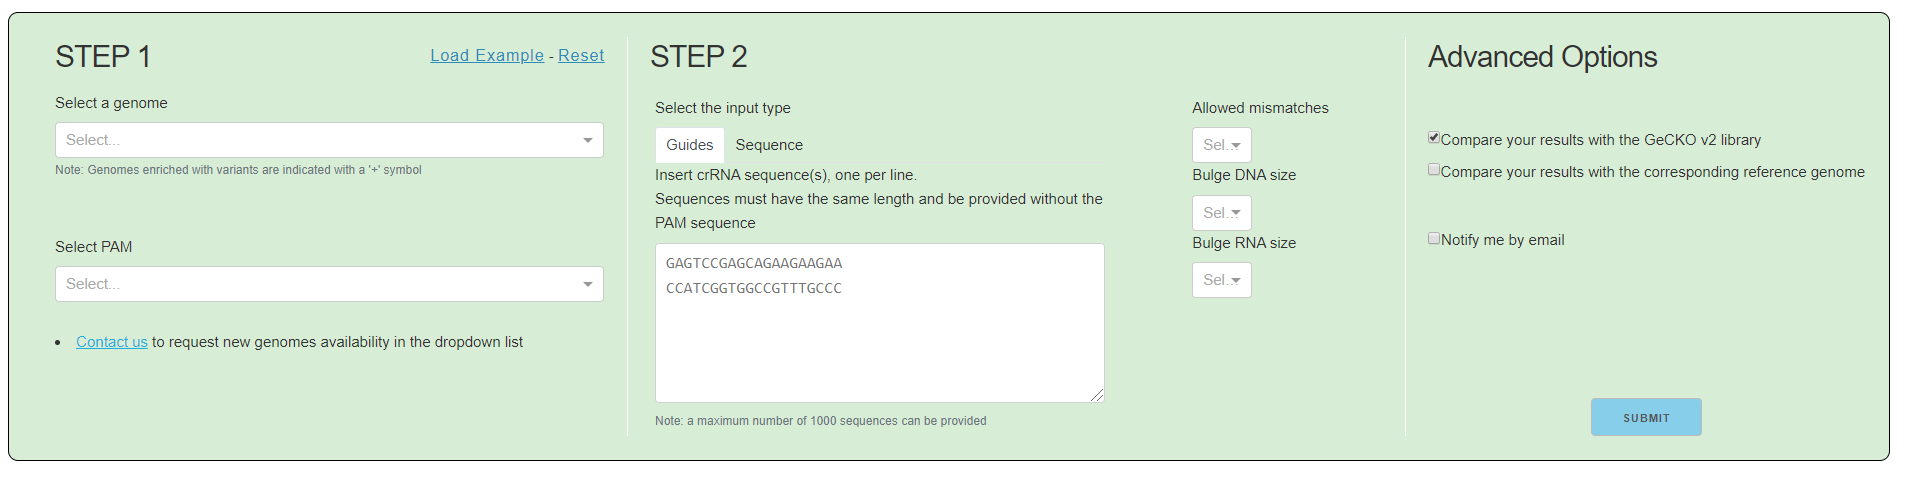 STEP 1
Load Example - Reset
Select a genome
Select...
Note: Genomes enriched with variants are indicated with a '+' symbol
Select PAM
Select...
Contact us to request new genomes availability in the dropdown list
STEP 2
Select the input type
Guides Sequence
Insert crRNA sequence(s), one per line.
Sequences must have the same length and be provided without the
PAM sequence
GAGTCCGAGCAGAAGAAGAA
CCATCGGTGGCCGTTTGCCC
Note: a maximum number of 1000 sequences can be provided
Allowed mismatches
Sel...
Bulge DNA size
Sel...
Bulge RNA size
Sel...
Advanced Options
Compare your results with the GeCKO v2 library
Compare your results with the corresponding reference genome
Notify me by email
SUBMIT